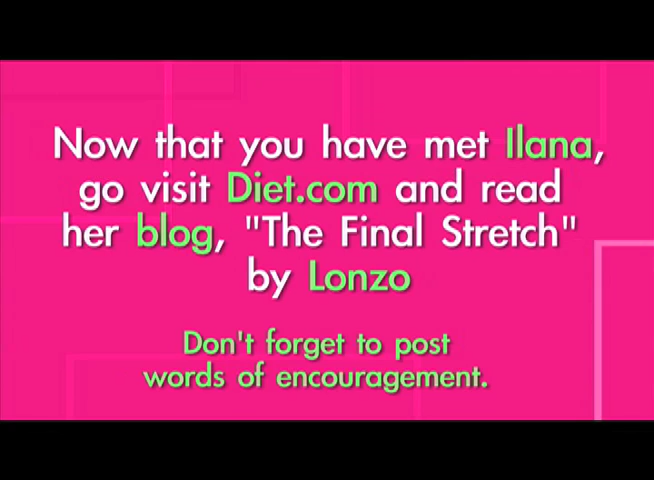 Now that you have met Ilana,
go visit Diet.com and read
her blog, "The Final Stretch"
by Lonzo
Don't forget to post
words of encouragement.